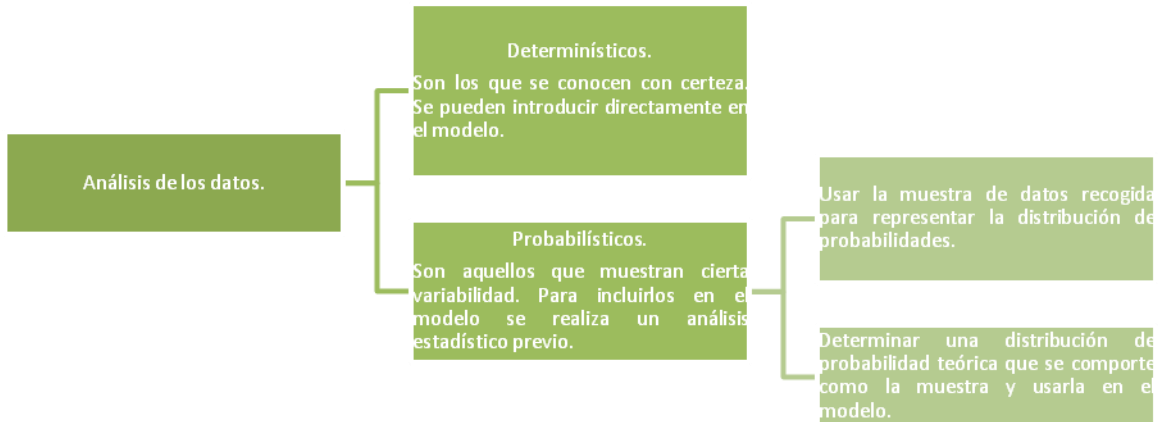 Análisis de los datos.
Determinísticos.
Son los que se conocen con certeza.
Se pueden introducir directamente en
el modelo.
Probabilísticos.
Son aquellos que muestran cierta
variabilidad. Para incluirlos en el
modelo se realiza un análisis
estadístico previo.
Usar la muestra de datos recogida
para representar la distribución de
probabilidades.
Determinar una distribución de
probabilidad teórica que se comporte
como la muestra y usarla en el
modelo.